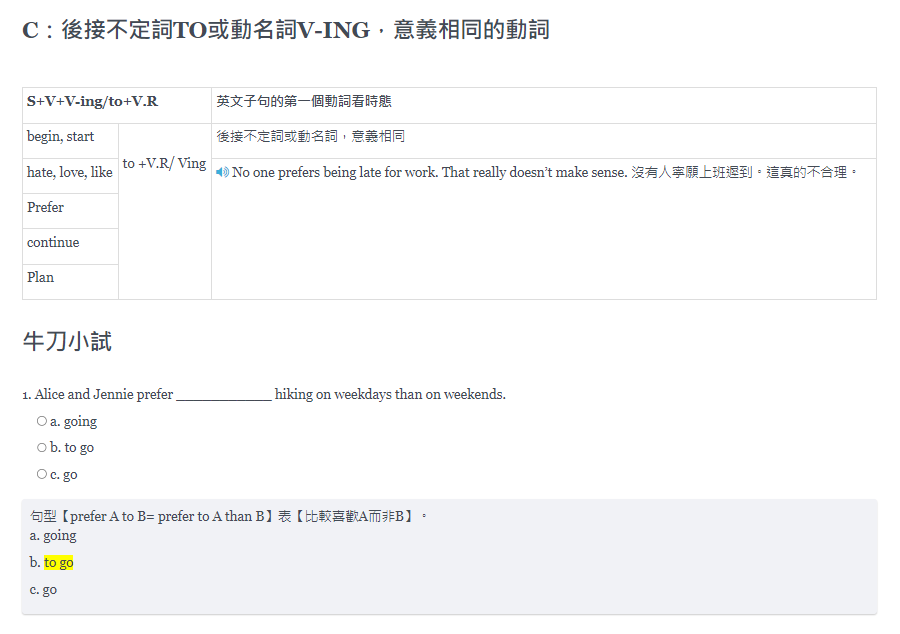 C：後接不定詞TO或動名詞V-ING，意義相同的動詞
S+V+V-ing/to+V.R
英文子句的第一個動詞看時態
begin, start
to +V.R/ Ving
後接不定詞或動名詞，意義相同
hate, love, like
No one prefers being late for work. That really doesn’t make sense. 沒有人寧願上班遲到。這真的不合理。
Prefer
continue
Plan
牛刀小試
1. Alice and Jennie prefer _____________ hiking on weekdays than on weekends.
a. going
b. to go
c. go
句型【prefer A to B= prefer to A than B】表【比較喜歡A而非B】。
a. going
b. to go
c. go